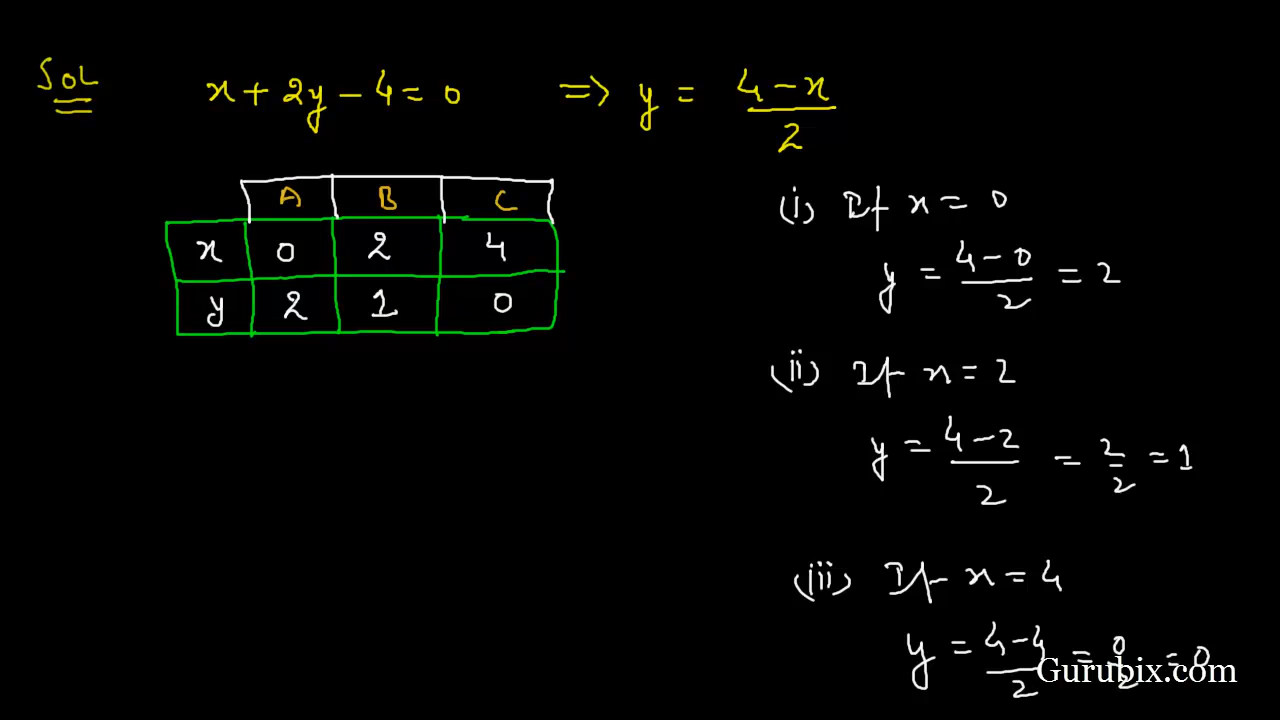 SOL
x + 2y - 4 = 0 ⇒ y = (4 - x)/2
A B C
x 0 2 4
y 2 1 0
(i) If x = 0
y = (4 - 0)/2 = 2
(ii) If x = 2
y = (4 - 2)/2 = 2/2 = 1
(iii) If x = 4
y = (4 - 4)/2 = 0/2 = 0
Gurubix.com